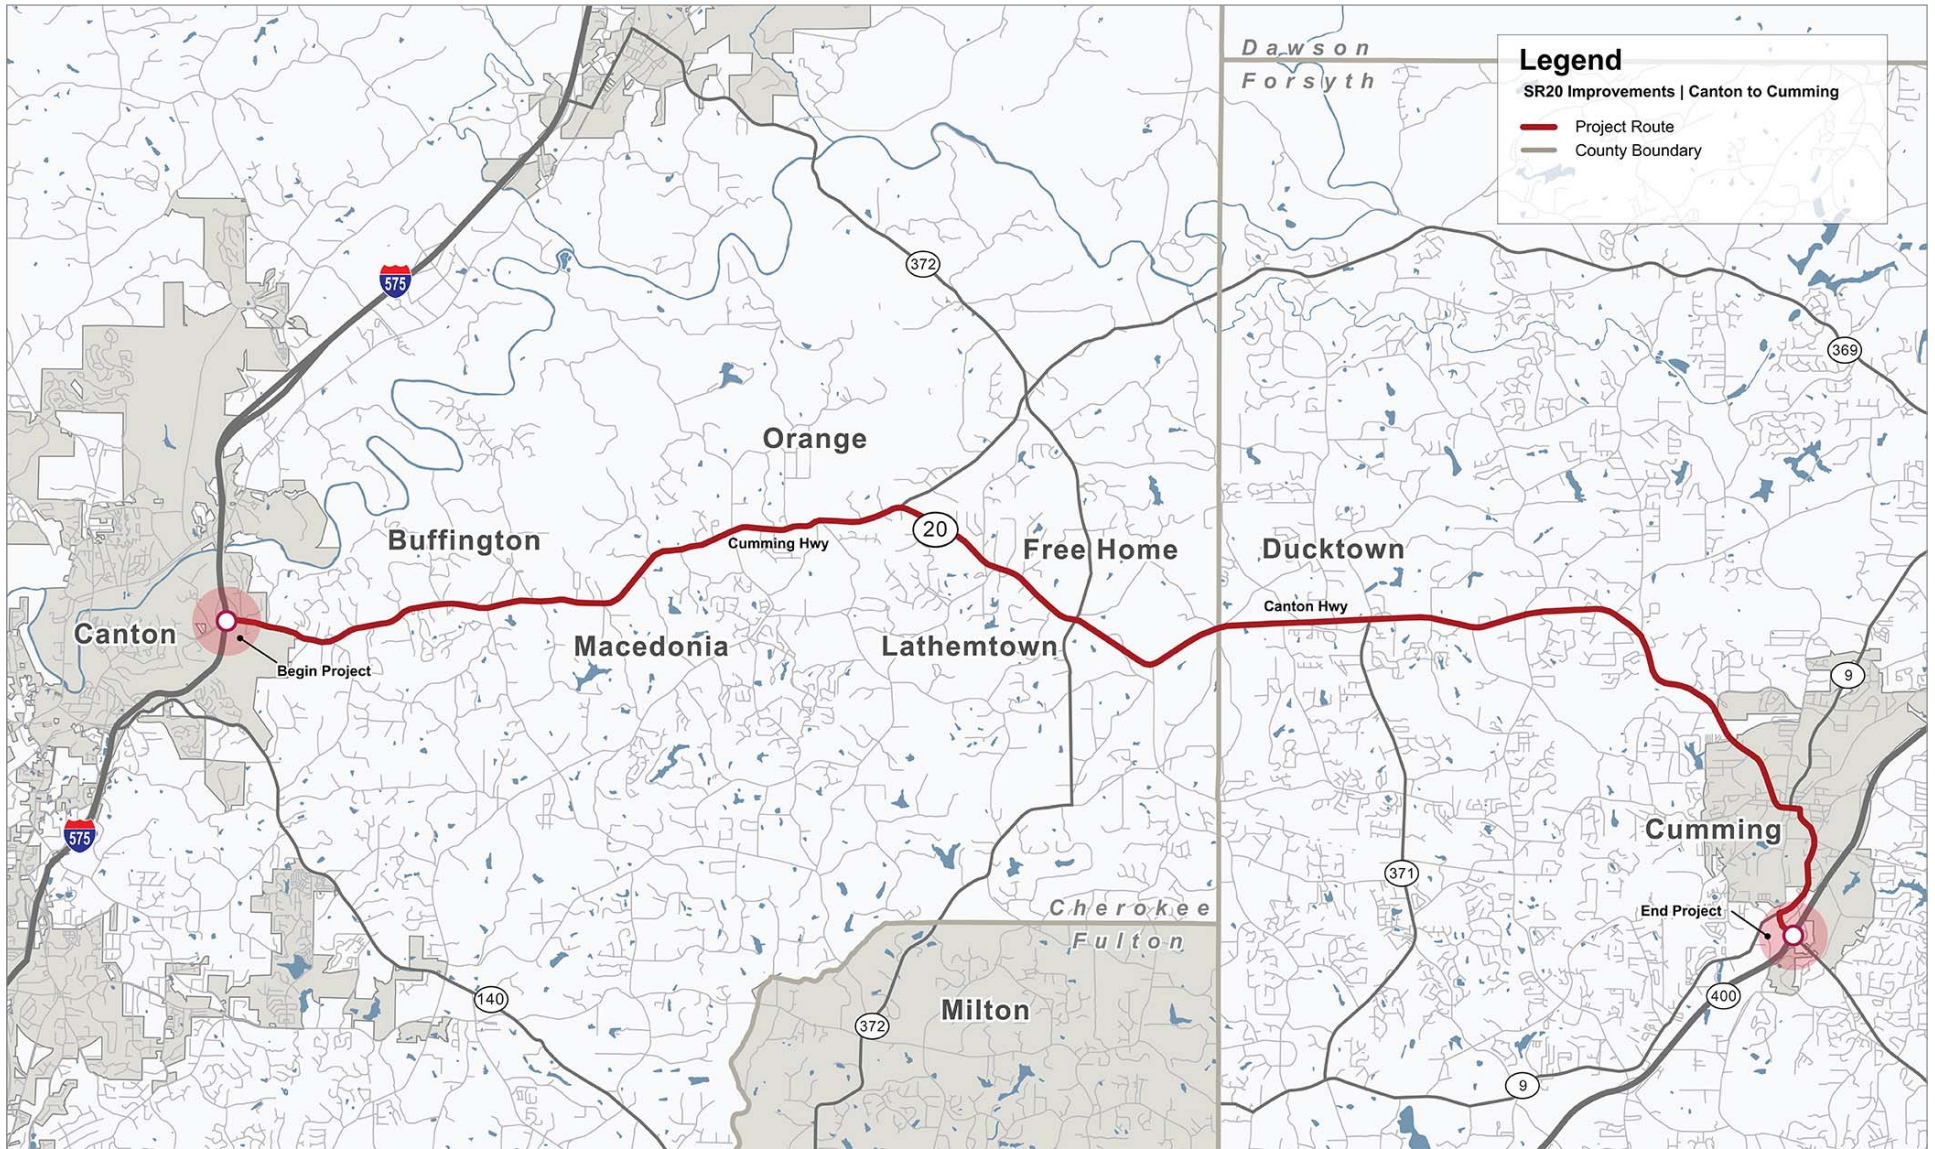 Dawson
Forsyth
Legend
SR20 Improvements | Canton to Cumming
Project Route
County Boundary
372
575
369
Orange
20
Buffington
Cumming Hwy
Free Home
Ducktown
Canton Hwy
Canton
Macedonia
Lathemtown
Begin Project
9
575
Cumming
371
Cherokee
End Project
Fulton
140
400
Milton
372
9